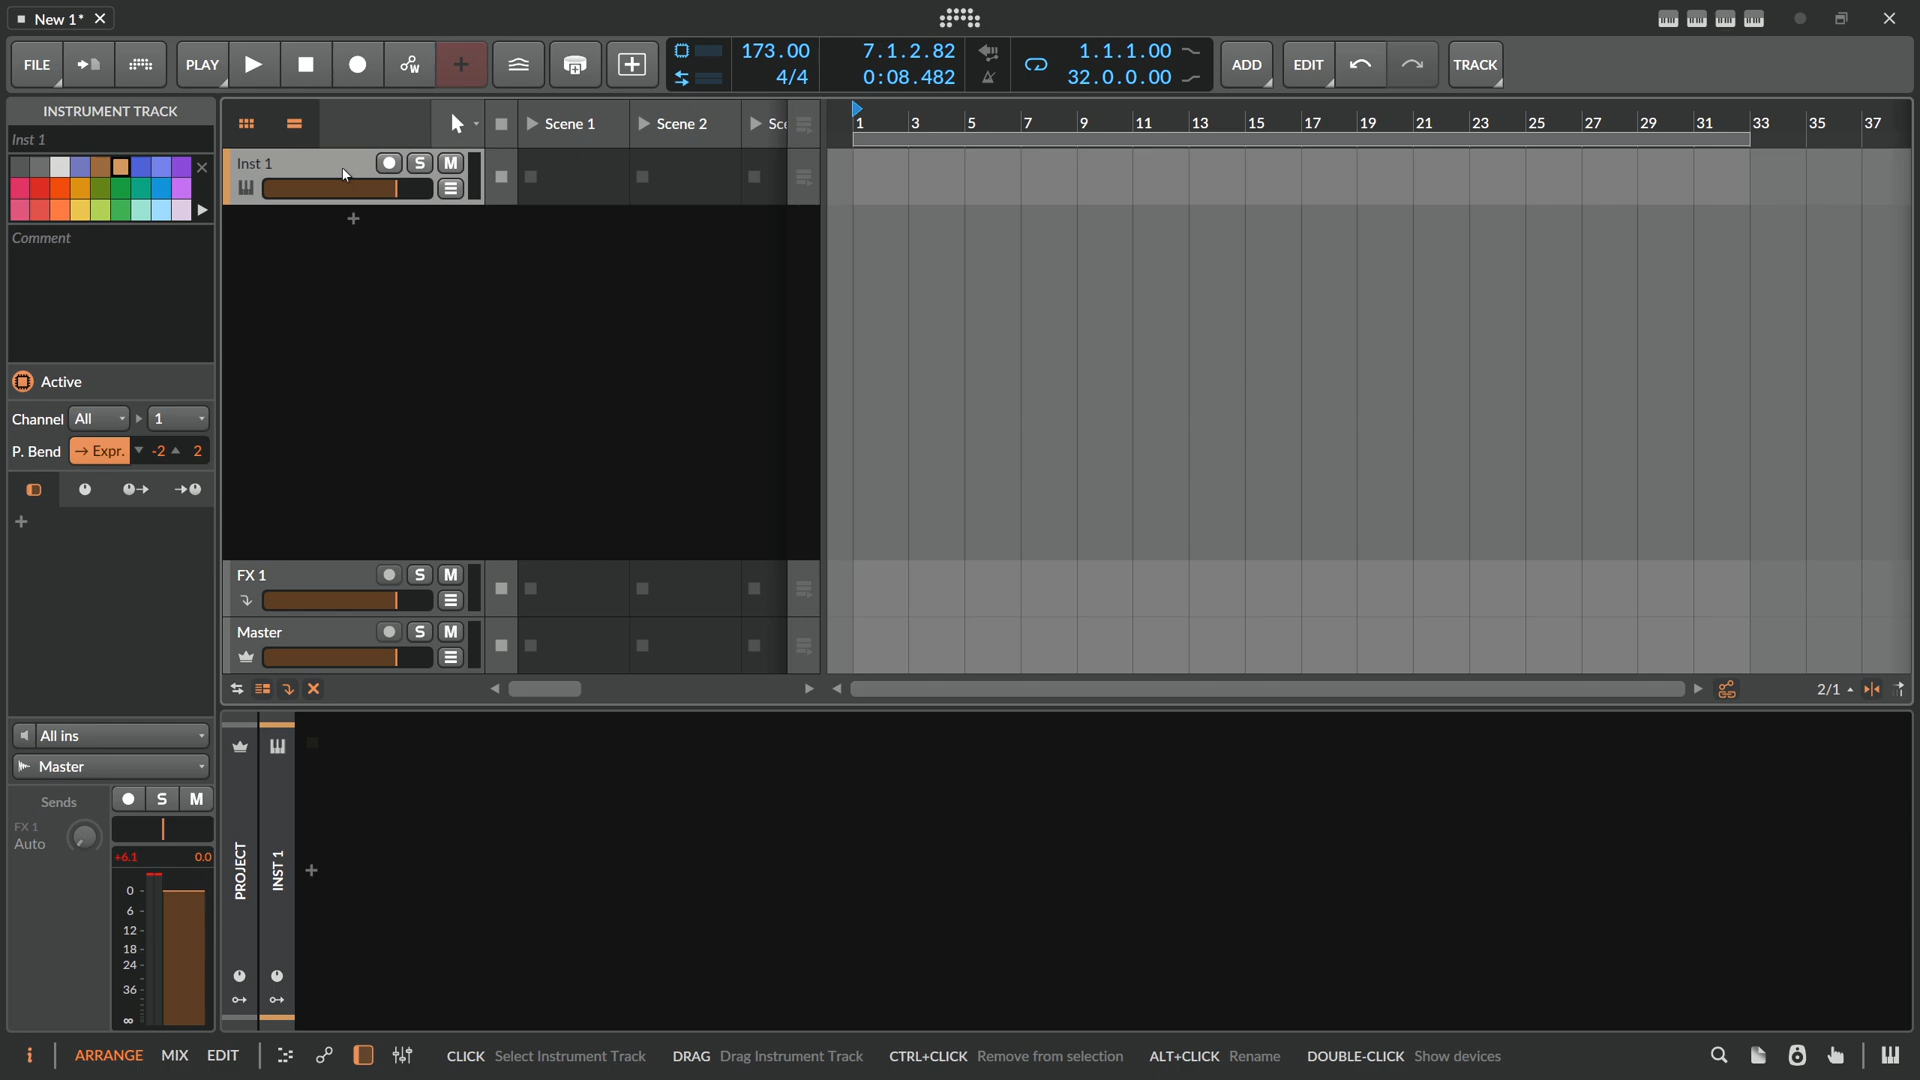 New 1*
FILE
PLAY
173.00
4/4
7.1.2.82
0:08.482
1.1.1.00
32.0.0.00
ADD
EDIT
TRACK
INSTRUMENT TRACK
Inst 1
Comment
Active
Channel All 1
P. Bend → Expr. -2 2
All ins
Master
Sends
S M
FX 1
Auto
+6.1 0.0
0
6
12
18
24
36
∞
Scene 1
Scene 2
Sce
1 3 5 7 9 11 13 15 17 19 21 23 25 27 29 31 33 35 37
Inst 1 S M
FX 1 S M
Master S M
2/1
PROJECT
INST 1
i
ARRANGE MIX EDIT
CLICK Select Instrument Track DRAG Drag Instrument Track CTRL+CLICK Remove from selection ALT+CLICK Rename DOUBLE-CLICK Show devices